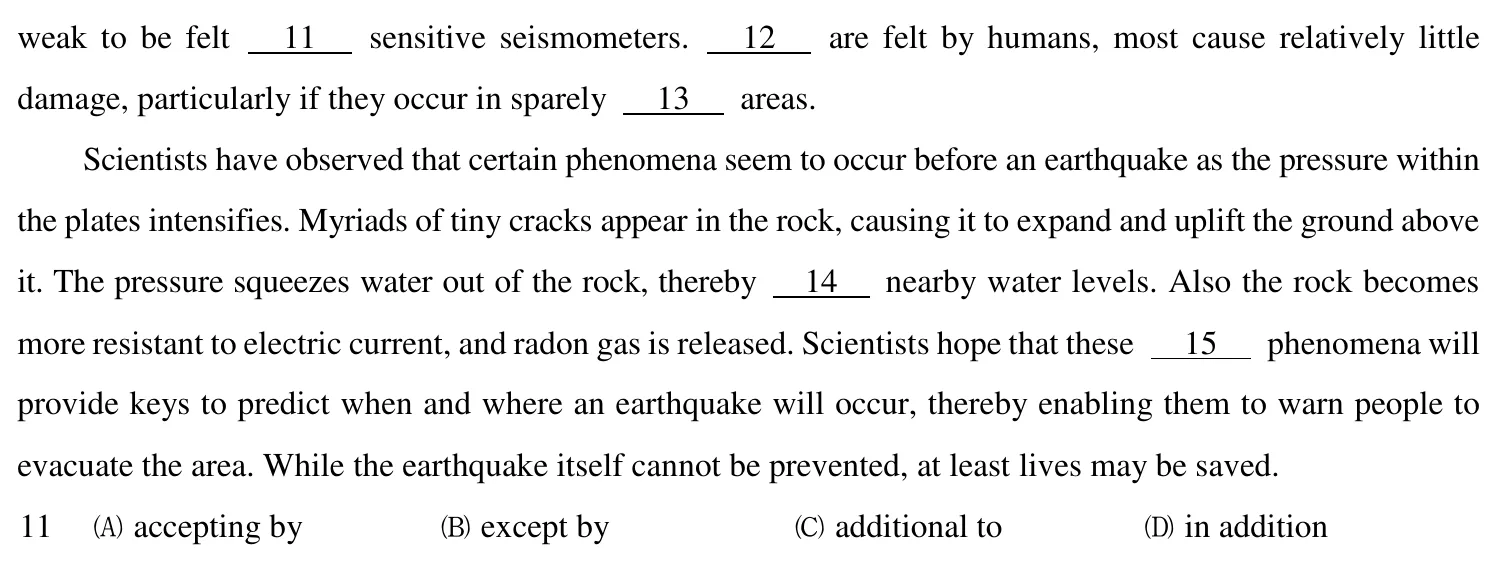 weak to be felt 11 sensitive seismometers. 12 are felt by humans, most cause relatively little
damage, particularly if they occur in sparely 13 areas.
Scientists have observed that certain phenomena seem to occur before an earthquake as the pressure within
the plates intensifies. Myriads of tiny cracks appear in the rock, causing it to expand and uplift the ground above
it. The pressure squeezes water out of the rock, thereby 14 nearby water levels. Also the rock becomes
more resistant to electric current, and radon gas is released. Scientists hope that these 15 phenomena will
provide keys to predict when and where an earthquake will occur, thereby enabling them to warn people to
evacuate the area. While the earthquake itself cannot be prevented, at least lives may be saved.
11 (A) accepting by (B) except by (C) additional to (D) in addition